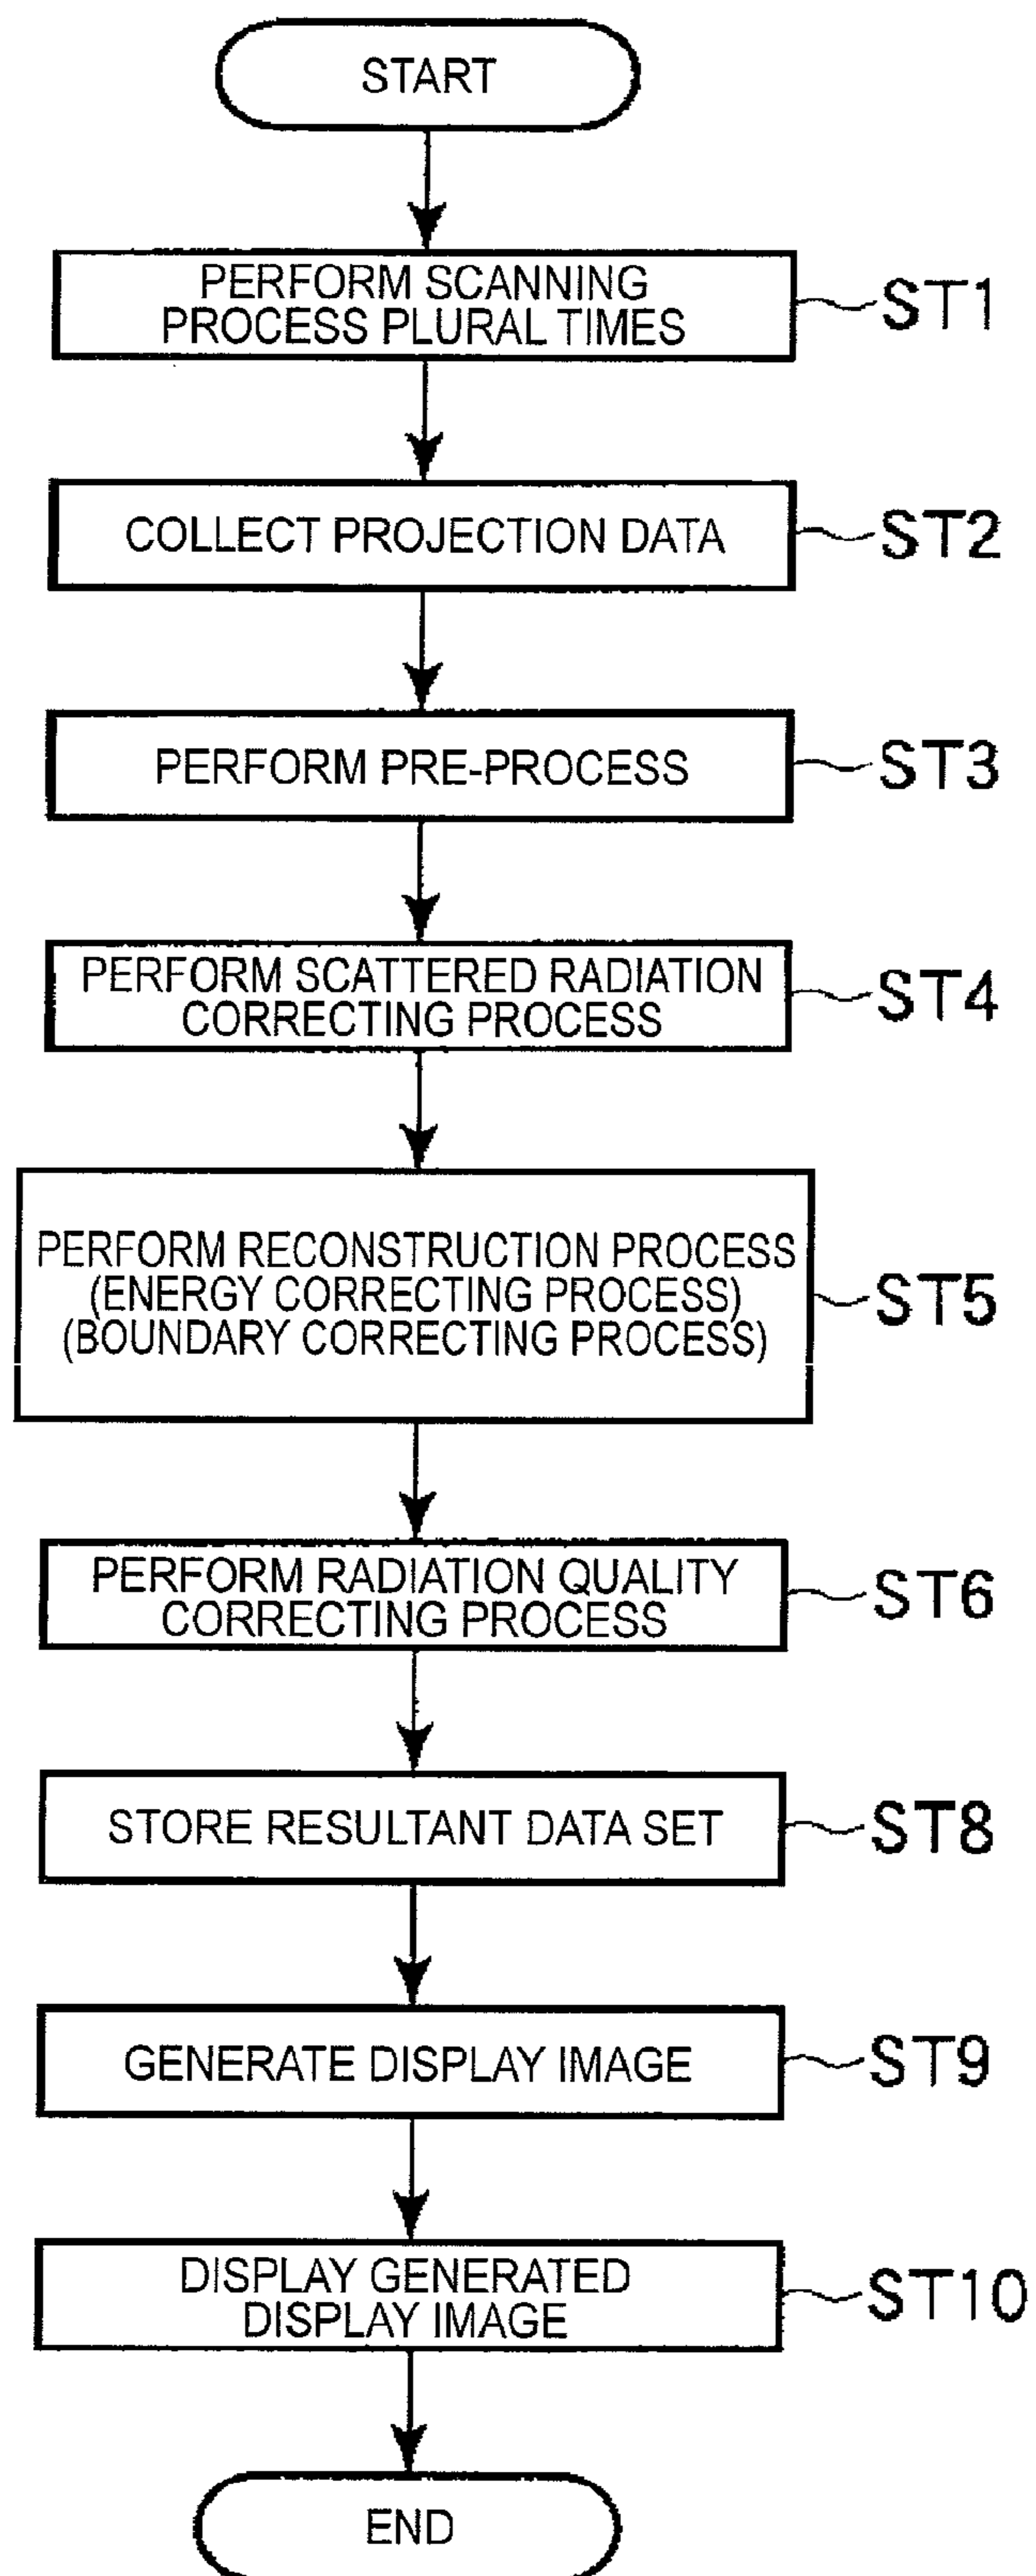 START
PERFORM SCANNING
PROCESS PLURAL TIMES
ST1
COLLECT PROJECTION DATA
ST2
PERFORM PRE-PROCESS
ST3
PERFORM SCATTERED RADIATION
CORRECTING PROCESS
ST4
PERFORM RECONSTRUCTION PROCESS
(ENERGY CORRECTING PROCESS)
(BOUNDARY CORRECTING PROCESS)
ST5
PERFORM RADIATION QUALITY
CORRECTING PROCESS
ST6
STORE RESULTANT DATA SET
ST8
GENERATE DISPLAY IMAGE
ST9
DISPLAY GENERATED
DISPLAY IMAGE
ST10
END